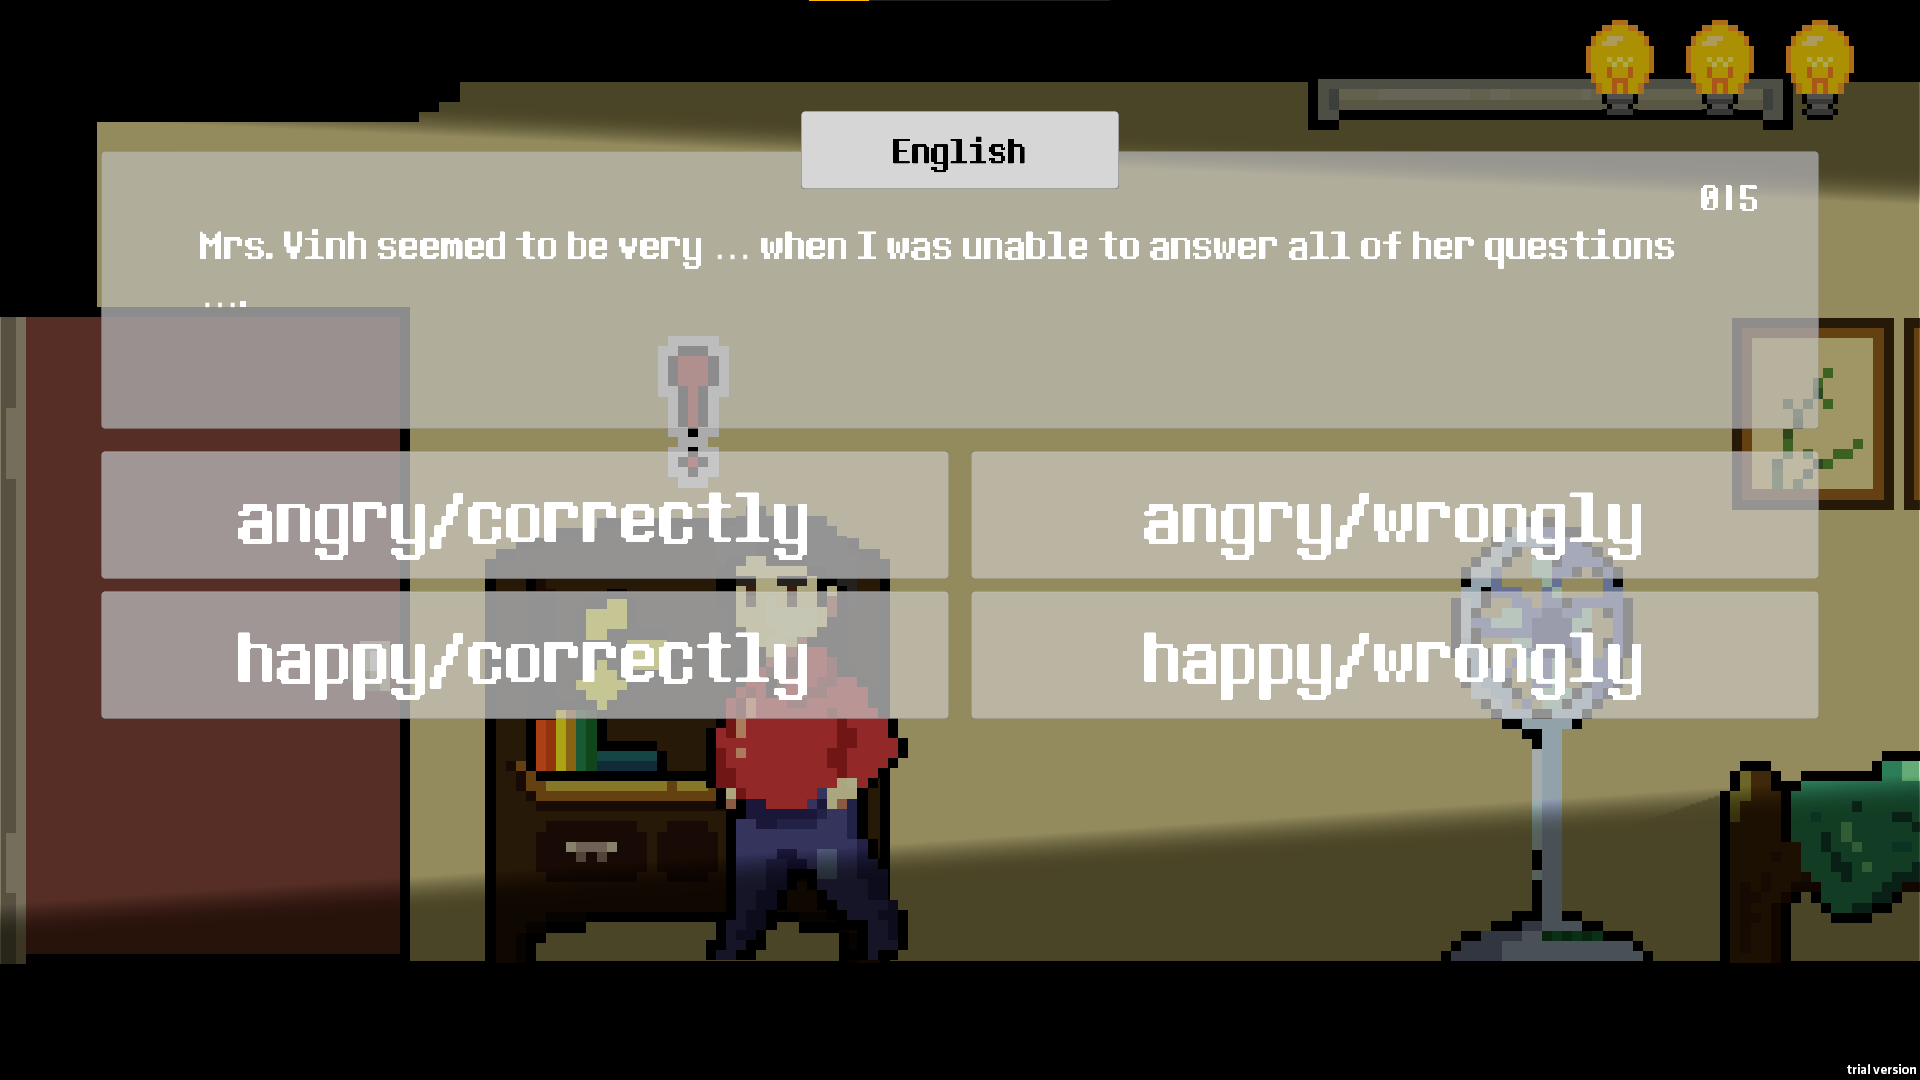 English
015
Mrs. Vinh seemed to be very ... when I was unable to answer all of her questions
....
angry/correctly
angry/wrongly
happy/correctly
happy/wrongly
trial version